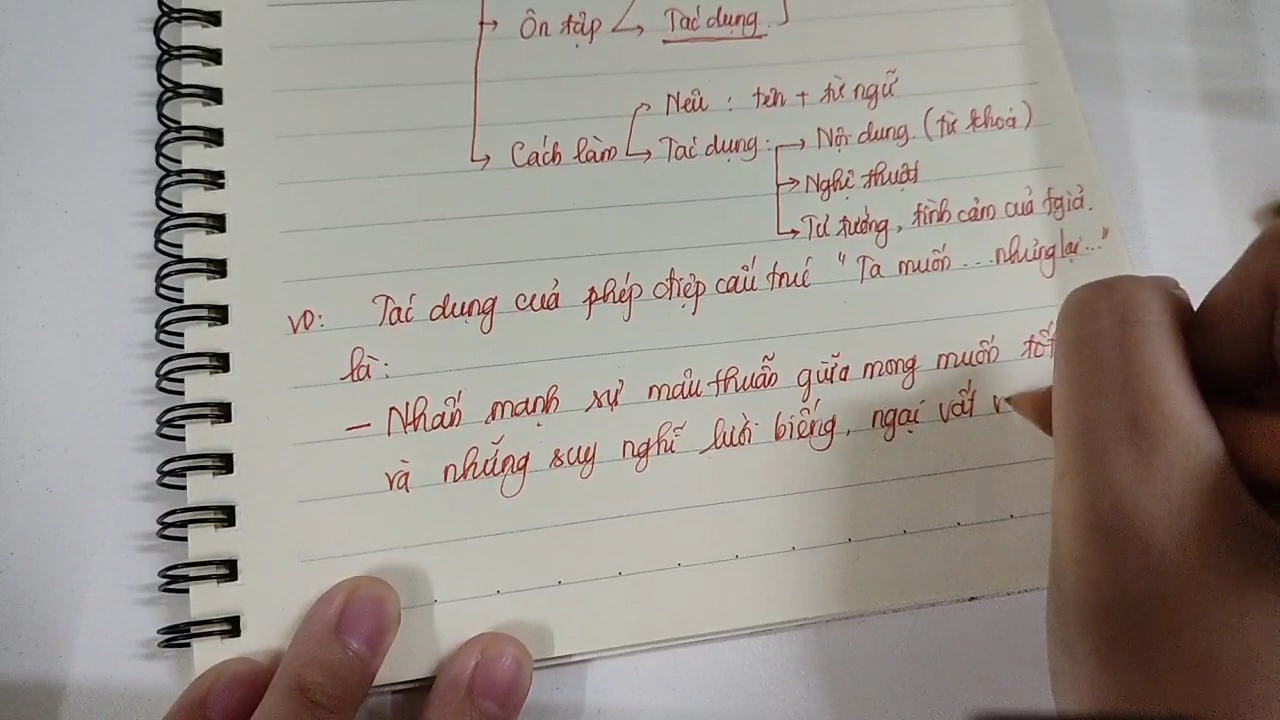 Ôn tập → Tác dụng
Nêu : tên + từ ngữ
Cách làm → Tác dụng : → Nội dung (từ khoá)
→ Nghệ thuật
→ Tư tưởng, tình cảm của tgiả.
VD: Tác dụng của phép điệp cấu trúc "Ta muốn ... nhưng lại ..."
là:
- Nhấn mạnh sự mâu thuẫn giữa mong muốn tốt
và những suy nghĩ lười biếng, ngại vất v